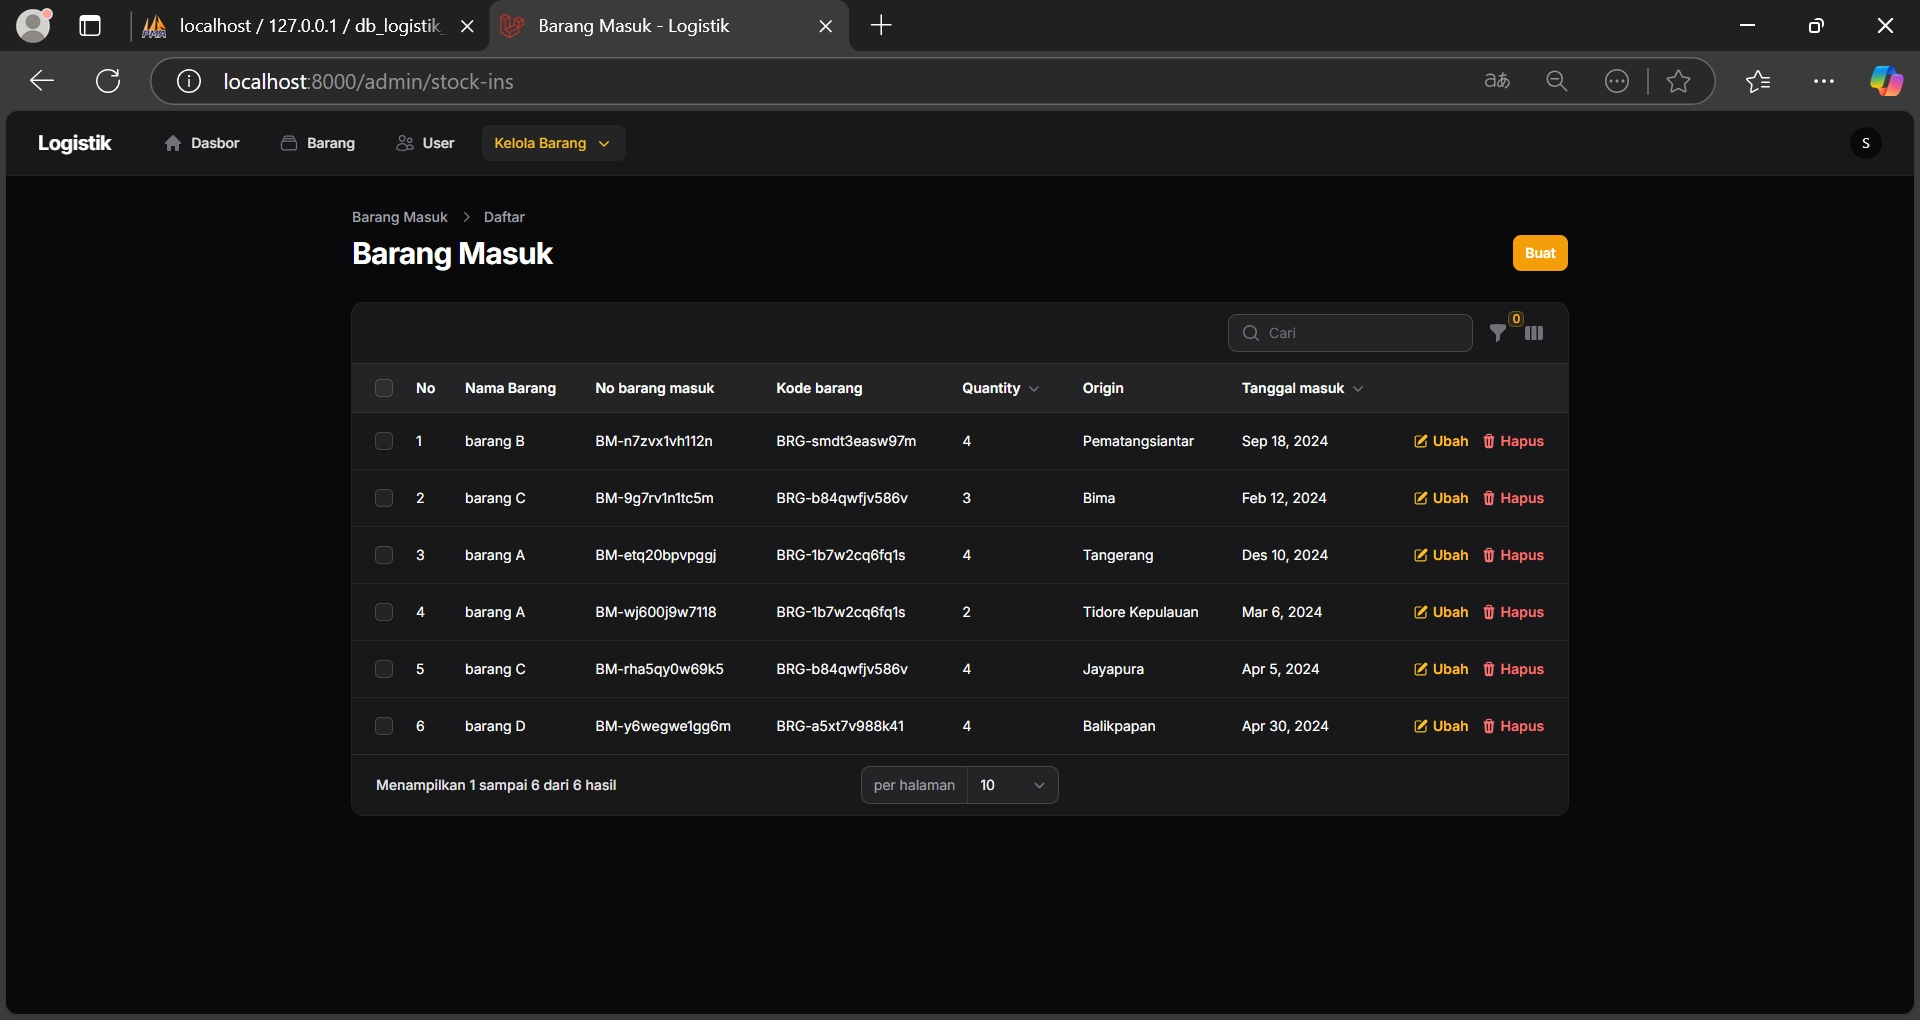 localhost / 127.0.0.1 / db_logistik_
Barang Masuk - Logistik
localhost:8000/admin/stock-ins
aあ
Logistik
Dasbor
Barang
User
Kelola Barang
S
Barang Masuk > Daftar
Barang Masuk
Buat
Cari
0
No Nama Barang No barang masuk Kode barang Quantity Origin Tanggal masuk
1 barang B BM-n7zvx1vh112n BRG-smdt3easw97m 4 Pematangsiantar Sep 18, 2024 Ubah Hapus
2 barang C BM-9g7rv1n1tc5m BRG-b84qwfjv586v 3 Bima Feb 12, 2024 Ubah Hapus
3 barang A BM-etq20bpvpggj BRG-1b7w2cq6fq1s 4 Tangerang Des 10, 2024 Ubah Hapus
4 barang A BM-wj600j9w7118 BRG-1b7w2cq6fq1s 2 Tidore Kepulauan Mar 6, 2024 Ubah Hapus
5 barang C BM-rha5qy0w69k5 BRG-b84qwfjv586v 4 Jayapura Apr 5, 2024 Ubah Hapus
6 barang D BM-y6wegwe1gg6m BRG-a5xt7v988k41 4 Balikpapan Apr 30, 2024 Ubah Hapus
Menampilkan 1 sampai 6 dari 6 hasil
per halaman 10